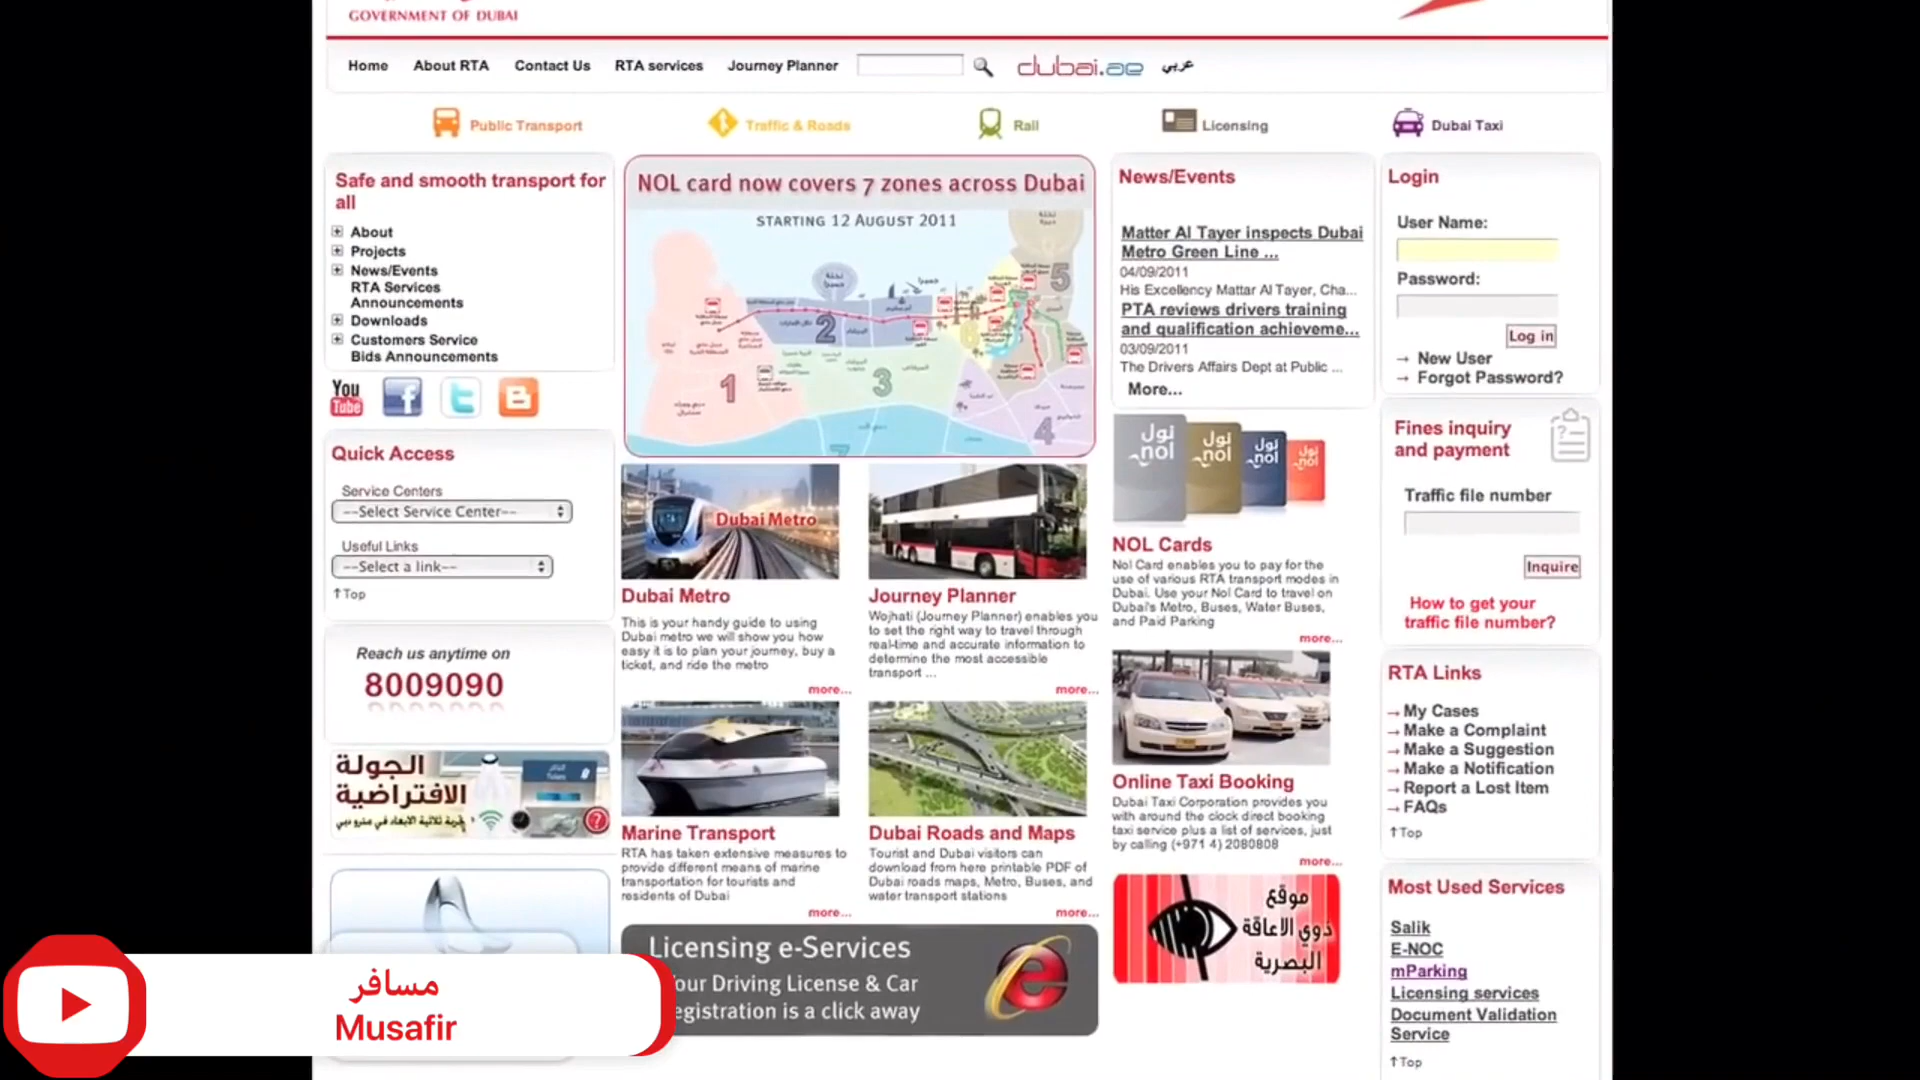 GOVERNMENT OF DUBAI
Home About RTA Contact Us RTA services Journey Planner dubai.ae عربي
Public Transport
Traffic & Roads
Rail
Licensing
Dubai Taxi
Safe and smooth transport for
all
About
Projects
News/Events
RTA Services
Announcements
Downloads
Customers Service
Bids Announcements
You
Tube
Quick Access
Service Centers
--Select Service Center--
Useful Links
--Select a link--
↑Top
Reach us anytime on
8009090
الجولة
الافتراضية
NOL card now covers 7 zones across Dubai
STARTING 12 AUGUST 2011
1
2
3
4
5
6
7
Dubai Metro
Dubai Metro
This is your handy guide to using
Dubai metro we will show you how
easy it is to plan your journey, buy a
ticket, and ride the metro
more...
Journey Planner
Wojhati (Journey Planner) enables you
to set the right way to travel through
real-time and accurate information to
determine the most accessible
transport ...
more...
Marine Transport
RTA has taken extensive measures to
provide different means of marine
transportation for tourists and
residents of Dubai
more...
Dubai Roads and Maps
Tourist and Dubai visitors can
download from here printable PDF of
Dubai roads maps, Metro, Buses, and
water transport stations
more...
Licensing e-Services
our Driving License & Car
egistration is a click away
News/Events
Matter Al Tayer inspects Dubai
Metro Green Line ...
04/09/2011
His Excellency Mattar Al Tayer, Cha...
PTA reviews drivers training
and qualification achieveme...
03/09/2011
The Drivers Affairs Dept at Public ...
More...
نول nol
نول nol
نول nol
نول nol
NOL Cards
Nol Card enables you to pay for the
use of various RTA transport modes in
Dubai. Use your Nol Card to travel on
Dubai's Metro, Buses, Water Buses,
and Paid Parking
more...
Online Taxi Booking
Dubai Taxi Corporation provides you
with around the clock direct booking
taxi service plus a list of services, just
by calling (+971 4) 2080808
more...
موقع
ذوي الاعاقة
البصرية
Login
User Name:
Password:
Log in
→ New User
→ Forgot Password?
Fines inquiry
and payment
Traffic file number
Inquire
How to get your
traffic file number?
RTA Links
→ My Cases
→ Make a Complaint
→ Make a Suggestion
→ Make a Notification
→ Report a Lost Item
→ FAQs
↑Top
Most Used Services
Salik
E-NOC
mParking
Licensing services
Document Validation
Service
↑Top
مسافر
Musafir